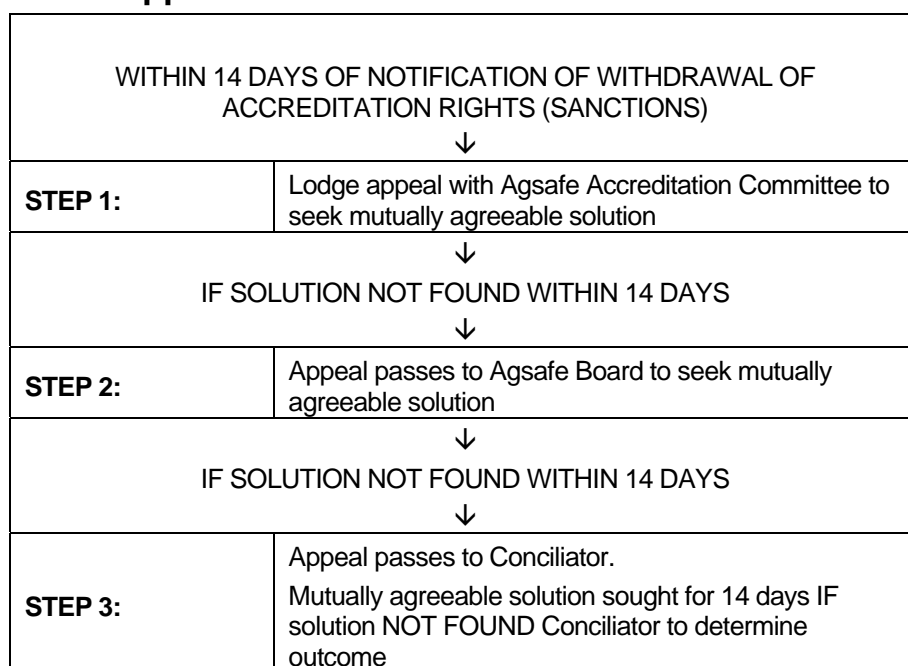 WITHIN 14 DAYS OF NOTIFICATION OF WITHDRAWAL OF
ACCREDITATION RIGHTS (SANCTIONS)
↓
STEP 1:
Lodge appeal with Agsafe Accreditation Committee to
seek mutually agreeable solution
↓
IF SOLUTION NOT FOUND WITHIN 14 DAYS
↓
STEP 2:
Appeal passes to Agsafe Board to seek mutually
agreeable solution
↓
IF SOLUTION NOT FOUND WITHIN 14 DAYS
↓
STEP 3:
Appeal passes to Conciliator.
Mutually agreeable solution sought for 14 days IF
solution NOT FOUND Conciliator to determine
outcome